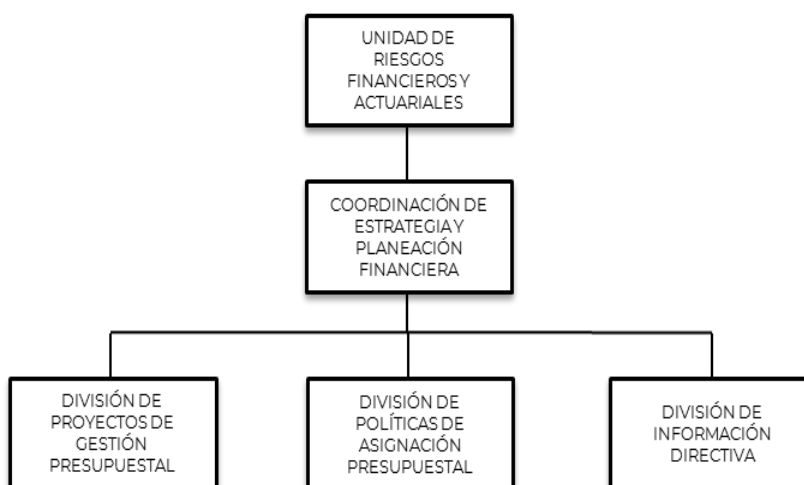 UNIDAD DE
RIESGOS
FINANCIEROS Y
ACTUARIALES
COORDINACIÓN DE
ESTRATEGIA Y
PLANEACIÓN
FINANCIERA
DIVISIÓN DE
PROYECTOS DE
GESTIÓN
PRESUPUESTAL
DIVISIÓN DE
POLÍTICAS DE
ASIGNACIÓN
PRESUPUESTAL
DIVISIÓN DE
INFORMACIÓN
DIRECTIVA